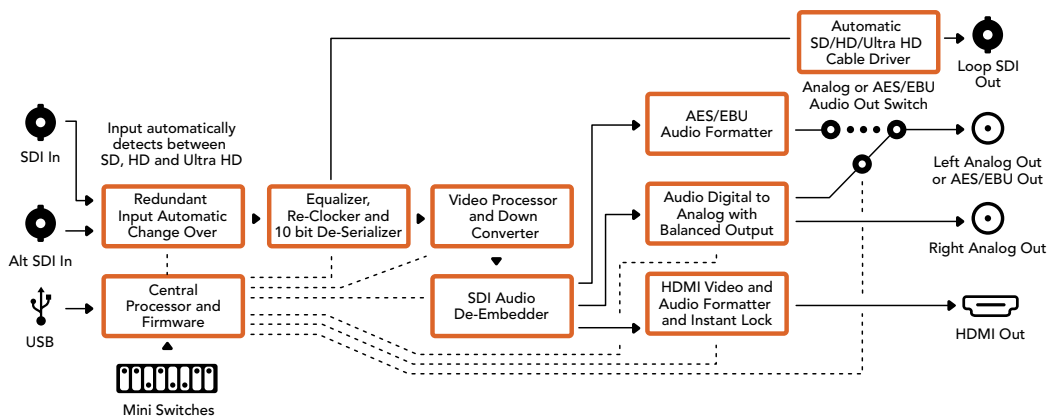 Automatic
SD/HD/Ultra HD
Cable Driver
Loop SDI
Out
Analog or AES/EBU
Audio Out Switch
SDI In
Input automatically
detects between
SD, HD and Ultra HD
AES/EBU
Audio Formatter
Left Analog Out
or AES/EBU Out
Alt SDI In
Redundant
Input Automatic
Change Over
Equalizer,
Re-Clocker and
10 bit De-Serializer
Video Processor
and Down
Converter
Audio Digital to
Analog with
Balanced Output
Right Analog Out
USB
Central
Processor and
Firmware
SDI Audio
De-Embedder
HDMI Video and
Audio Formatter
and Instant Lock
HDMI Out
Mini Switches